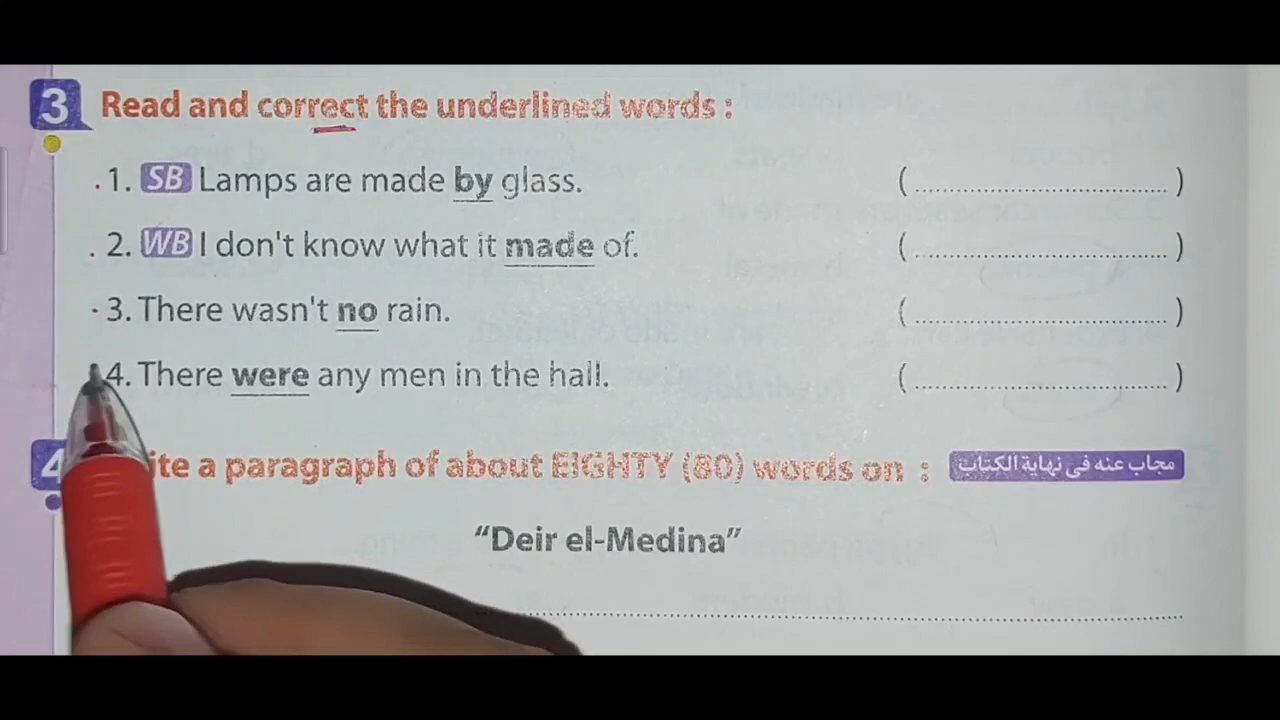 3 Read and correct the underlined words :
1. SB Lamps are made by glass. (..............................)
2. WB I don't know what it made of. (..............................)
3. There wasn't no rain. (..............................)
4. There were any men in the hall. (..............................)
4 ite a paragraph of about EIGHTY (80) words on : مجاب عنه فى نهاية الكتاب
“Deir el-Medina”